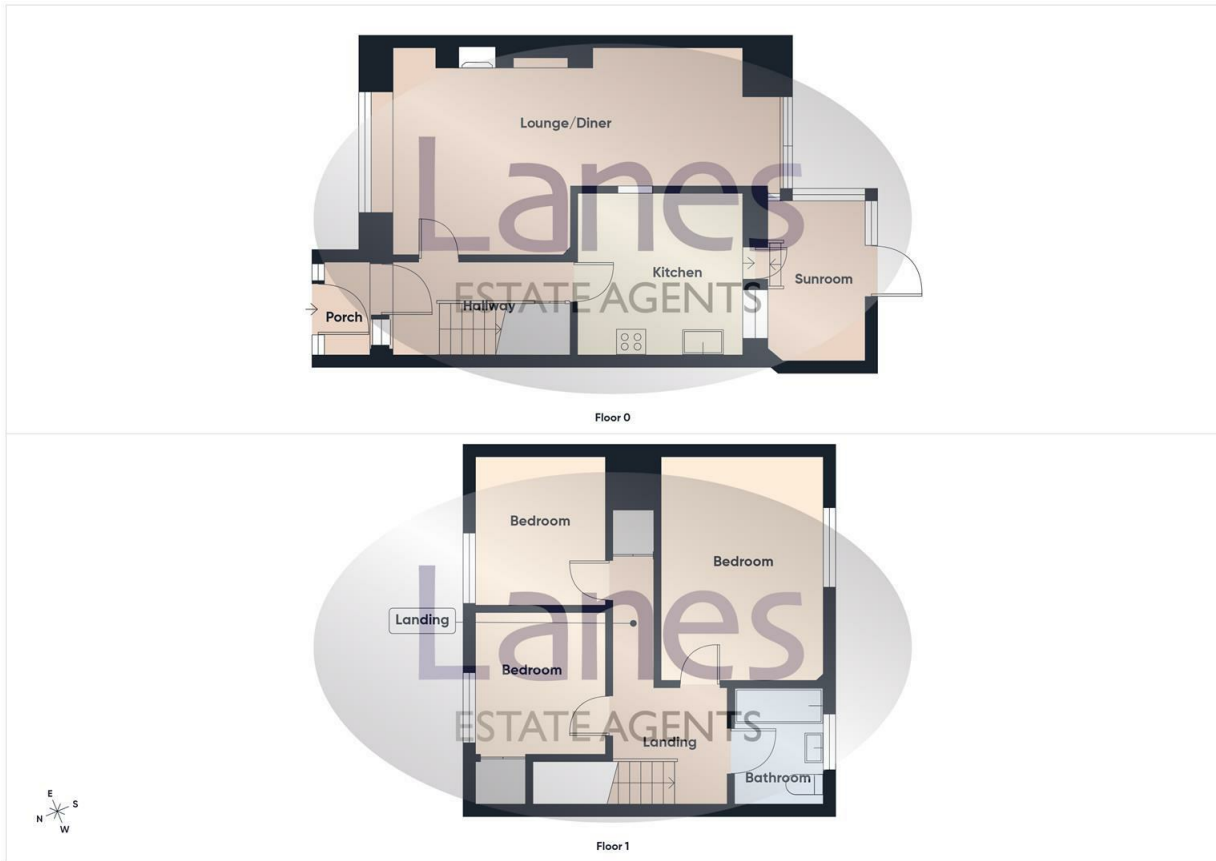 Lounge/Diner
Lanes
Kitchen
Sunroom
ESTATE AGENTS
Hallway
Porch
Floor 0
Bedroom
Bedroom
Lanes
Landing
Bedroom
ESTATE AGENTS
Landing
Bathroom
E
S
N
W
Floor 1